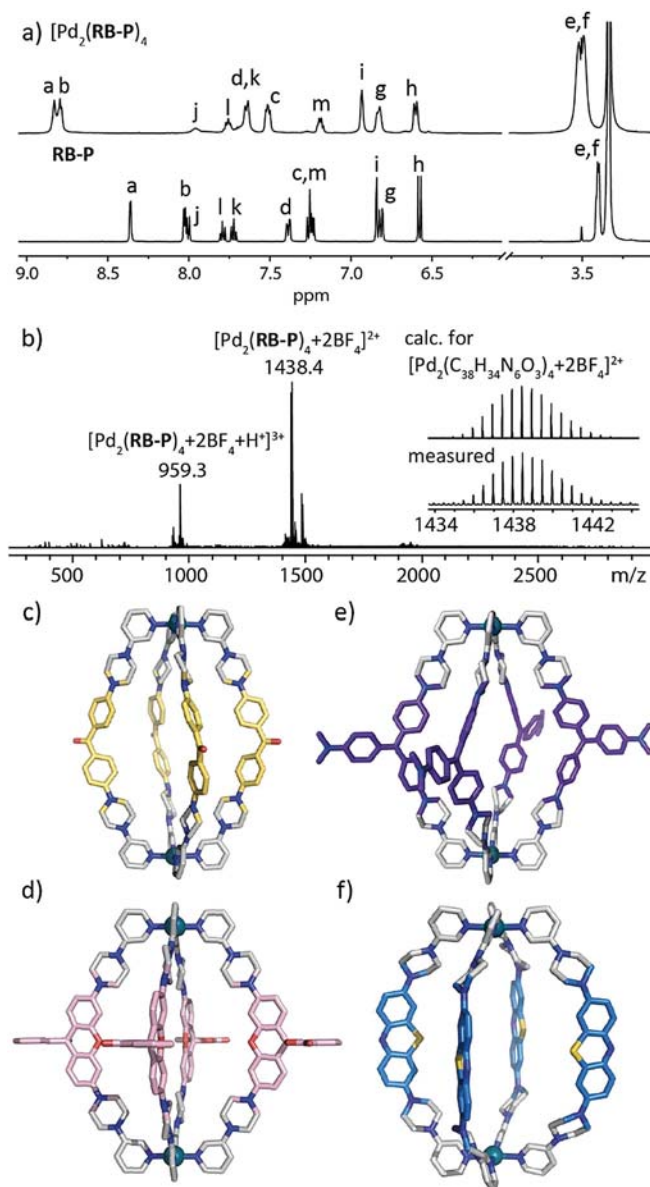 a) [Pd₂(RB-P)₄
a b j l d,k c m i g h e,f
RB-P
a b j l k d c,m i g h e,f
9.0 8.5 8.0 7.5 7.0 6.5 3.5
ppm
b)
[Pd₂(RB-P)₄+2BF₄]²⁺
1438.4
calc. for
[Pd₂(C₃₈H₃₄N₆O₃)₄+2BF₄]²⁺
[Pd₂(RB-P)₄+2BF₄+H⁺]³⁺
959.3
measured
1434 1438 1442
500 1000 1500 2000 2500 m/z
c) e)
d) f)